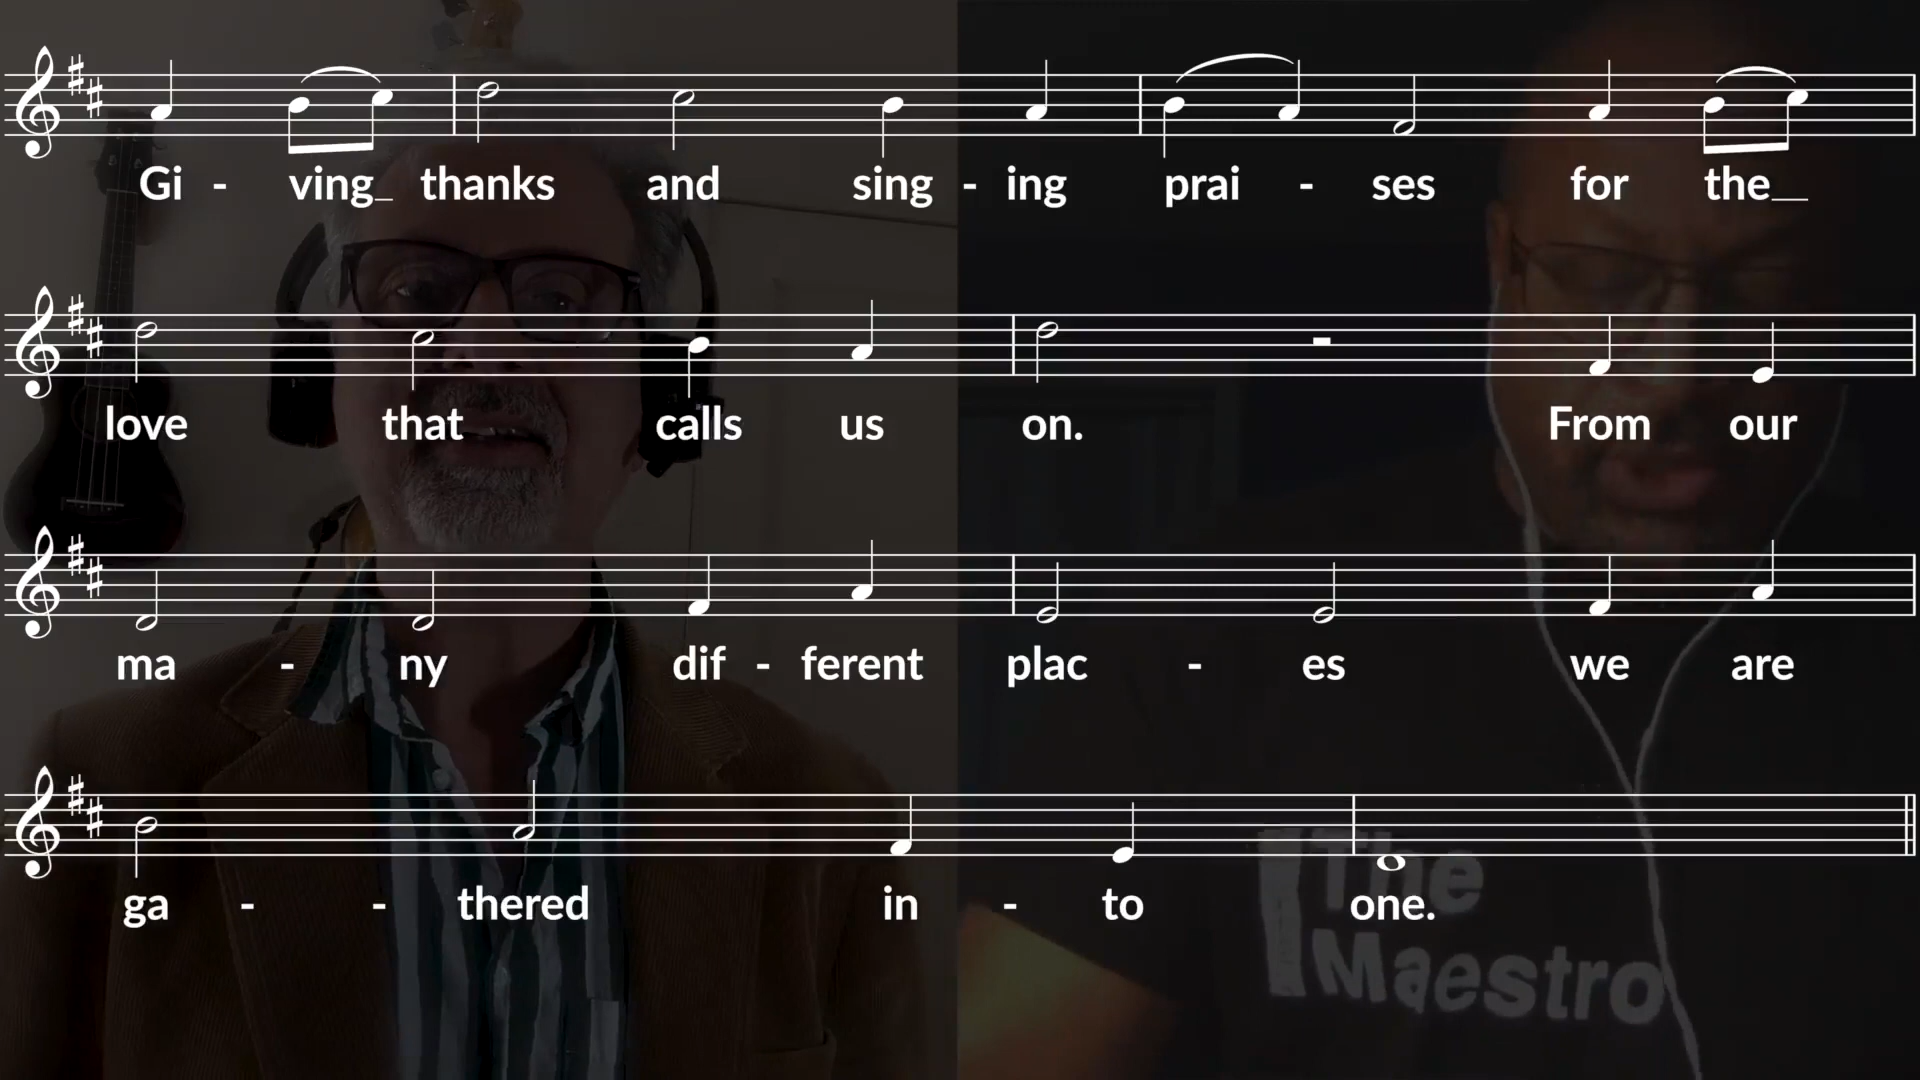 Gi - ving_ thanks and sing - ing prai - ses for the__
love that calls us on. From our
ma - ny dif - ferent plac - es we are
ga - - thered in - to one.
The
Maestro